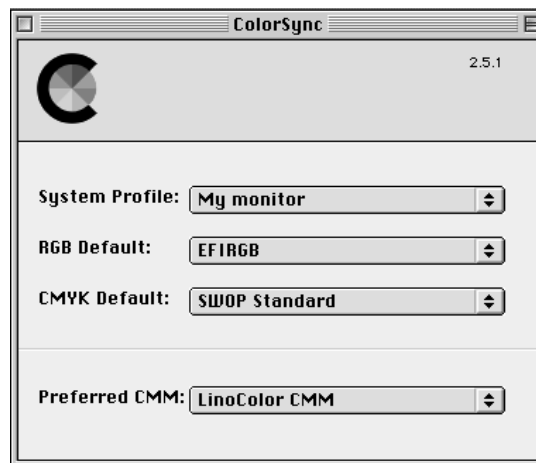 ColorSync
2.5.1
System Profile: My monitor
RGB Default: EFIRGB
CMYK Default: SWOP Standard
Preferred CMM: LinoColor CMM